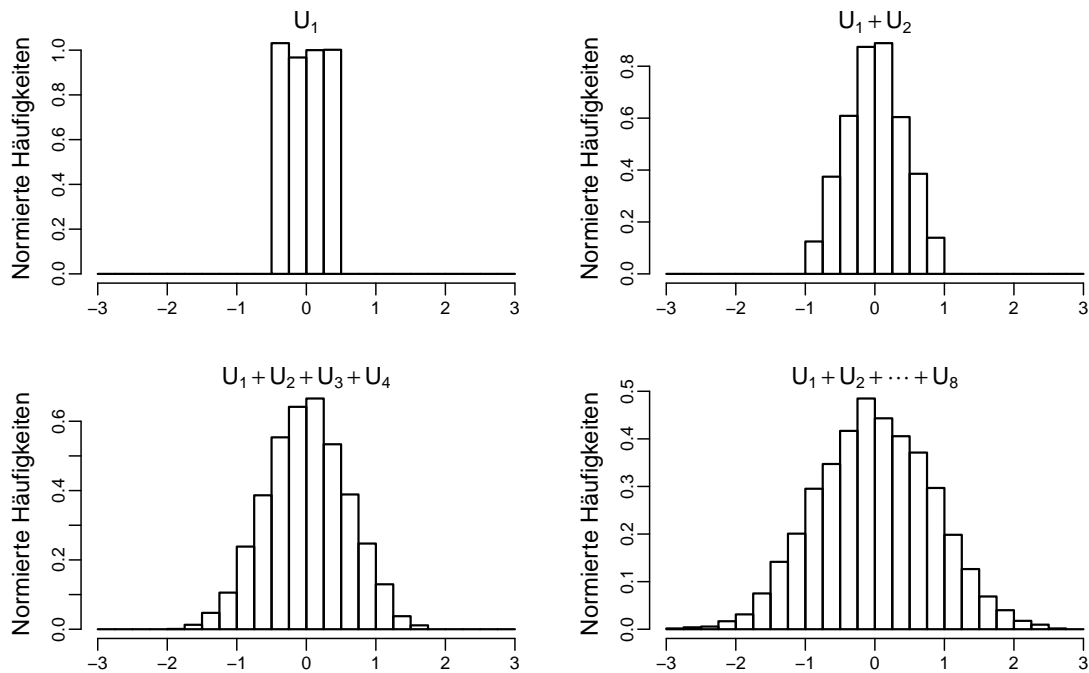 U1
Normierte Häufigkeiten
0.0 0.2 0.4 0.6 0.8 1.0
−3 −2 −1 0 1 2 3
U1 + U2
Normierte Häufigkeiten
0.0 0.2 0.4 0.6 0.8
−3 −2 −1 0 1 2 3
U1 + U2 + U3 + U4
Normierte Häufigkeiten
0.0 0.2 0.4 0.6
−3 −2 −1 0 1 2 3
U1 + U2 + ⋯ + U8
Normierte Häufigkeiten
0.0 0.1 0.2 0.3 0.4 0.5
−3 −2 −1 0 1 2 3